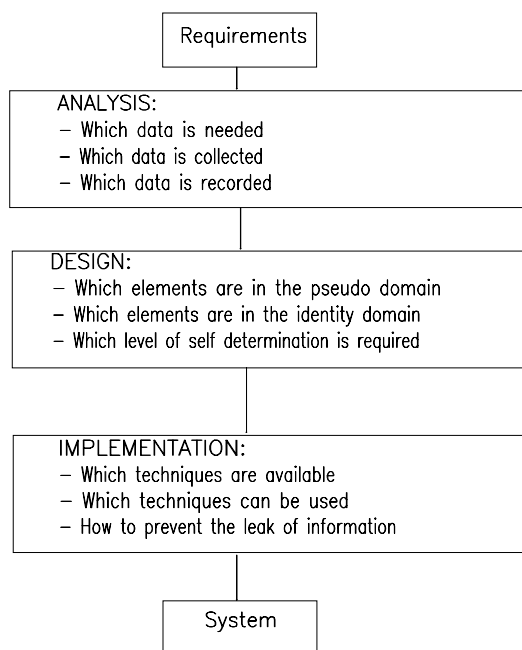 Requirements
ANALYSIS:
– Which data is needed
– Which data is collected
– Which data is recorded
DESIGN:
– Which elements are in the pseudo domain
– Which elements are in the identity domain
– Which level of self determination is required
IMPLEMENTATION:
– Which techniques are available
– Which techniques can be used
– How to prevent the leak of information
System